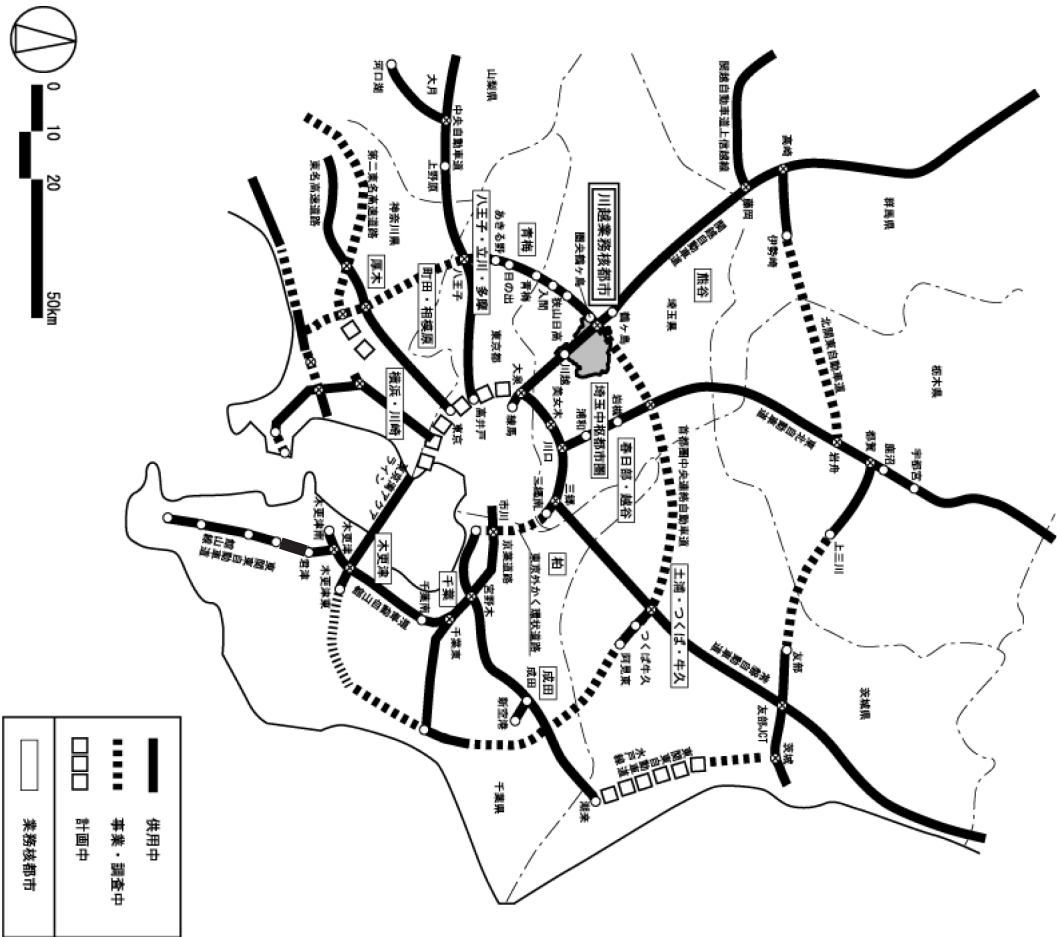 0 10 20 50km
群馬県
栃木県
茨城県
山梨県
埼玉県
東京都
神奈川県
千葉県
関越自動車道上信越線
高崎
藤岡
伊勢崎
関越自動車道
北関東自動車道
都賀
鹿沼
宇都宮
岩舟
東北自動車道
上三川
友部
友部JCT
茨城
常磐自動車道
熊谷
川越業務核都市
圏央鶴ヶ島
鶴ヶ島
川越
狭山日高
入間
青梅
青梅
日の出
あきる野
八王子・立川・多摩
八王子
中央自動車道
上野原
大月
河口湖
第二東名高速道路
東名高速道路
厚木
町田・相模原
横浜・川崎
大泉
練馬
高井戸
東京
美女木
川口
浦和
岩槻
埼玉中枢都市圏
春日部・越谷
首都圏中央連絡自動車道
三郷
三郷南
市川
京葉道路
東京外かく環状道路
柏
土浦・つくば・牛久
つくば牛久
阿見東
宮野木
千葉
千葉南
千葉東
成田
成田
新空港
潮来
東関東自動車道
水戸線
東京湾アクア
ライン
木更津
木更津
木更津南
木更津東
君津
東関東自動車道
館山線
供用中
事業・調査中
計画中
業務核都市